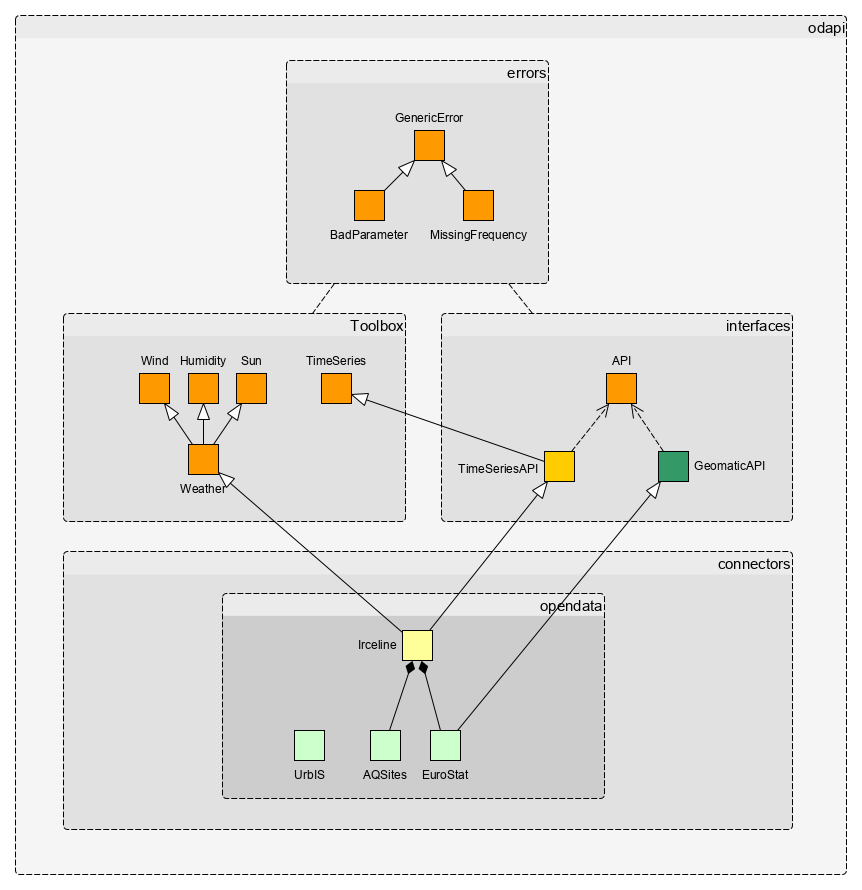 odapi
errors
GenericError
BadParameter
MissingFrequency
Toolbox
interfaces
Wind
Humidity
Sun
TimeSeries
API
TimeSeriesAPI
GeomaticAPI
Weather
connectors
opendata
Irceline
UrbIS
AQSites
EuroStat